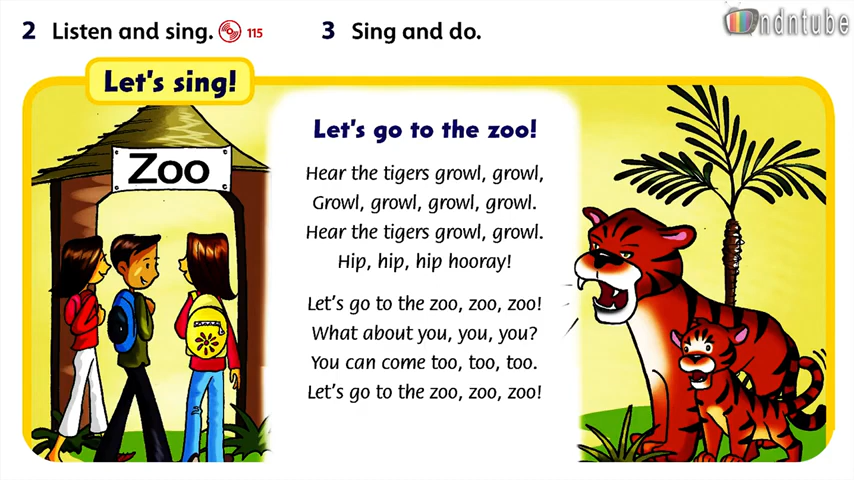 2 Listen and sing. 115 3 Sing and do.
ndntube
Let's sing!
Zoo
Let's go to the zoo!
Hear the tigers growl, growl,
Growl, growl, growl, growl.
Hear the tigers growl, growl.
Hip, hip, hip hooray!
Let's go to the zoo, zoo, zoo!
What about you, you, you?
You can come too, too, too.
Let's go to the zoo, zoo, zoo!